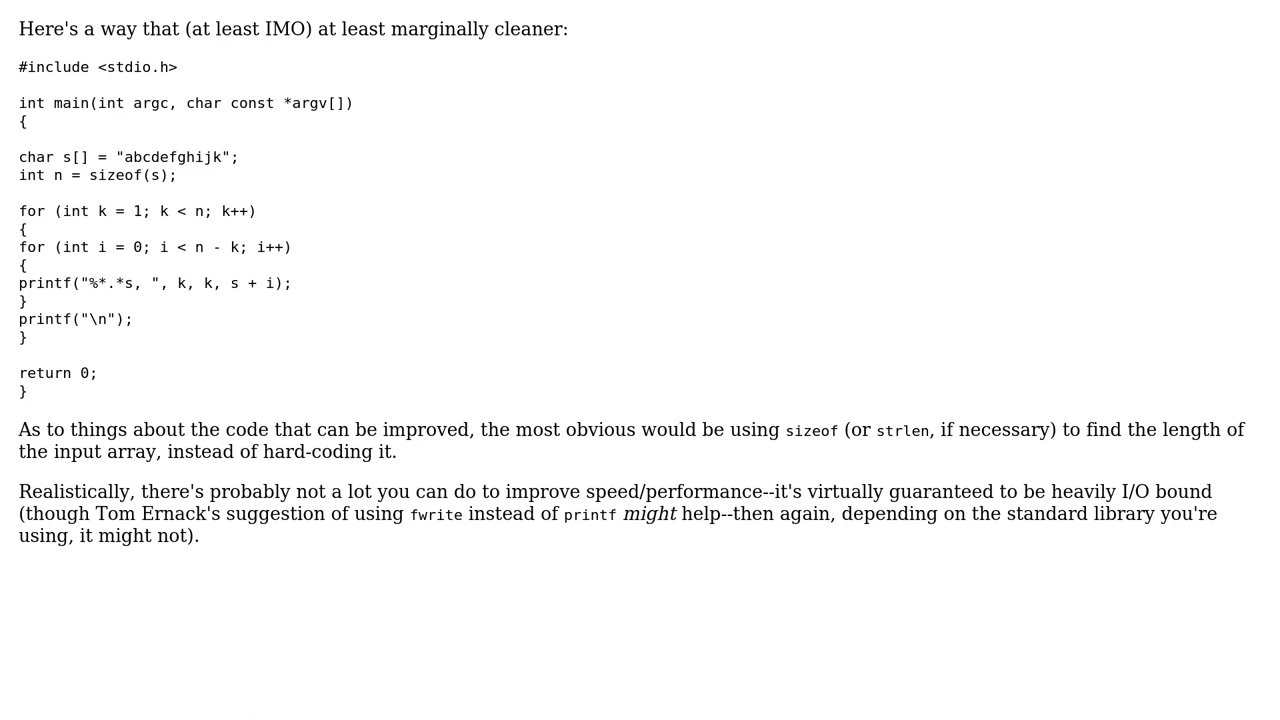 Here's a way that (at least IMO) at least marginally cleaner:
#include <stdio.h>
int main(int argc, char const *argv[])
{
char s[] = "abcdefghijk";
int n = sizeof(s);
for (int k = 1; k < n; k++)
{
for (int i = 0; i < n - k; i++)
{
printf("%*.*s, ", k, k, s + i);
}
printf("\n");
}
return 0;
}
As to things about the code that can be improved, the most obvious would be using sizeof (or strlen, if necessary) to find the length of
the input array, instead of hard-coding it.
Realistically, there's probably not a lot you can do to improve speed/performance--it's virtually guaranteed to be heavily I/O bound
(though Tom Ernack's suggestion of using fwrite instead of printf might help--then again, depending on the standard library you're
using, it might not).